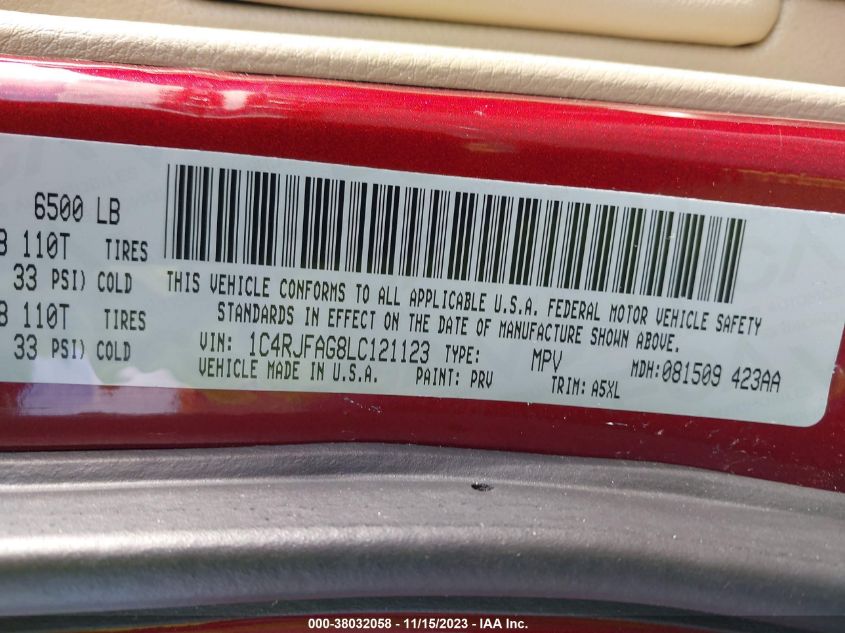 6500 LB
110T TIRES
33 PSI) COLD
110T TIRES
33 PSI) COLD
THIS VEHICLE CONFORMS TO ALL APPLICABLE U.S.A. FEDERAL MOTOR VEHICLE SAFETY
STANDARDS IN EFFECT ON THE DATE OF MANUFACTURE SHOWN ABOVE.
VIN: 1C4RJFAG8LC121123 TYPE: MPV MDH:081509 423AA
VEHICLE MADE IN U.S.A. PAINT: PRV TRIM: A5XL
000-38032058 - 11/15/2023 - IAA Inc.